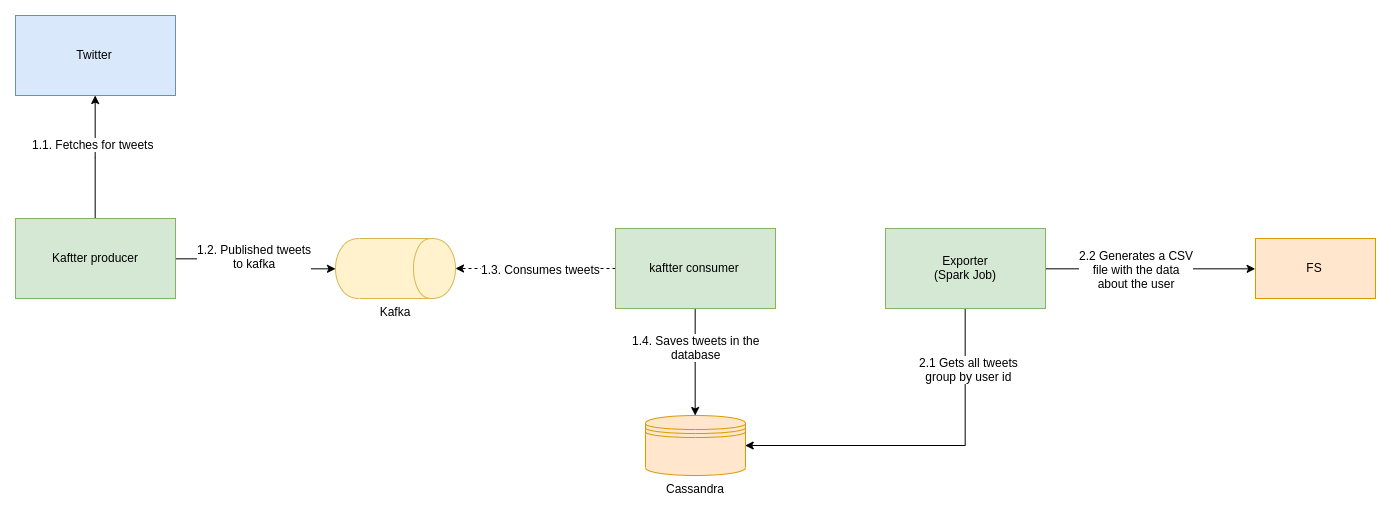 Twitter
1.1. Fetches for tweets
Kaftter producer
1.2. Published tweets
to kafka
Kafka
1.3. Consumes tweets
kaftter consumer
1.4. Saves tweets in the
database
Cassandra
Exporter
(Spark Job)
2.1 Gets all tweets
group by user id
2.2 Generates a CSV
file with the data
about the user
FS